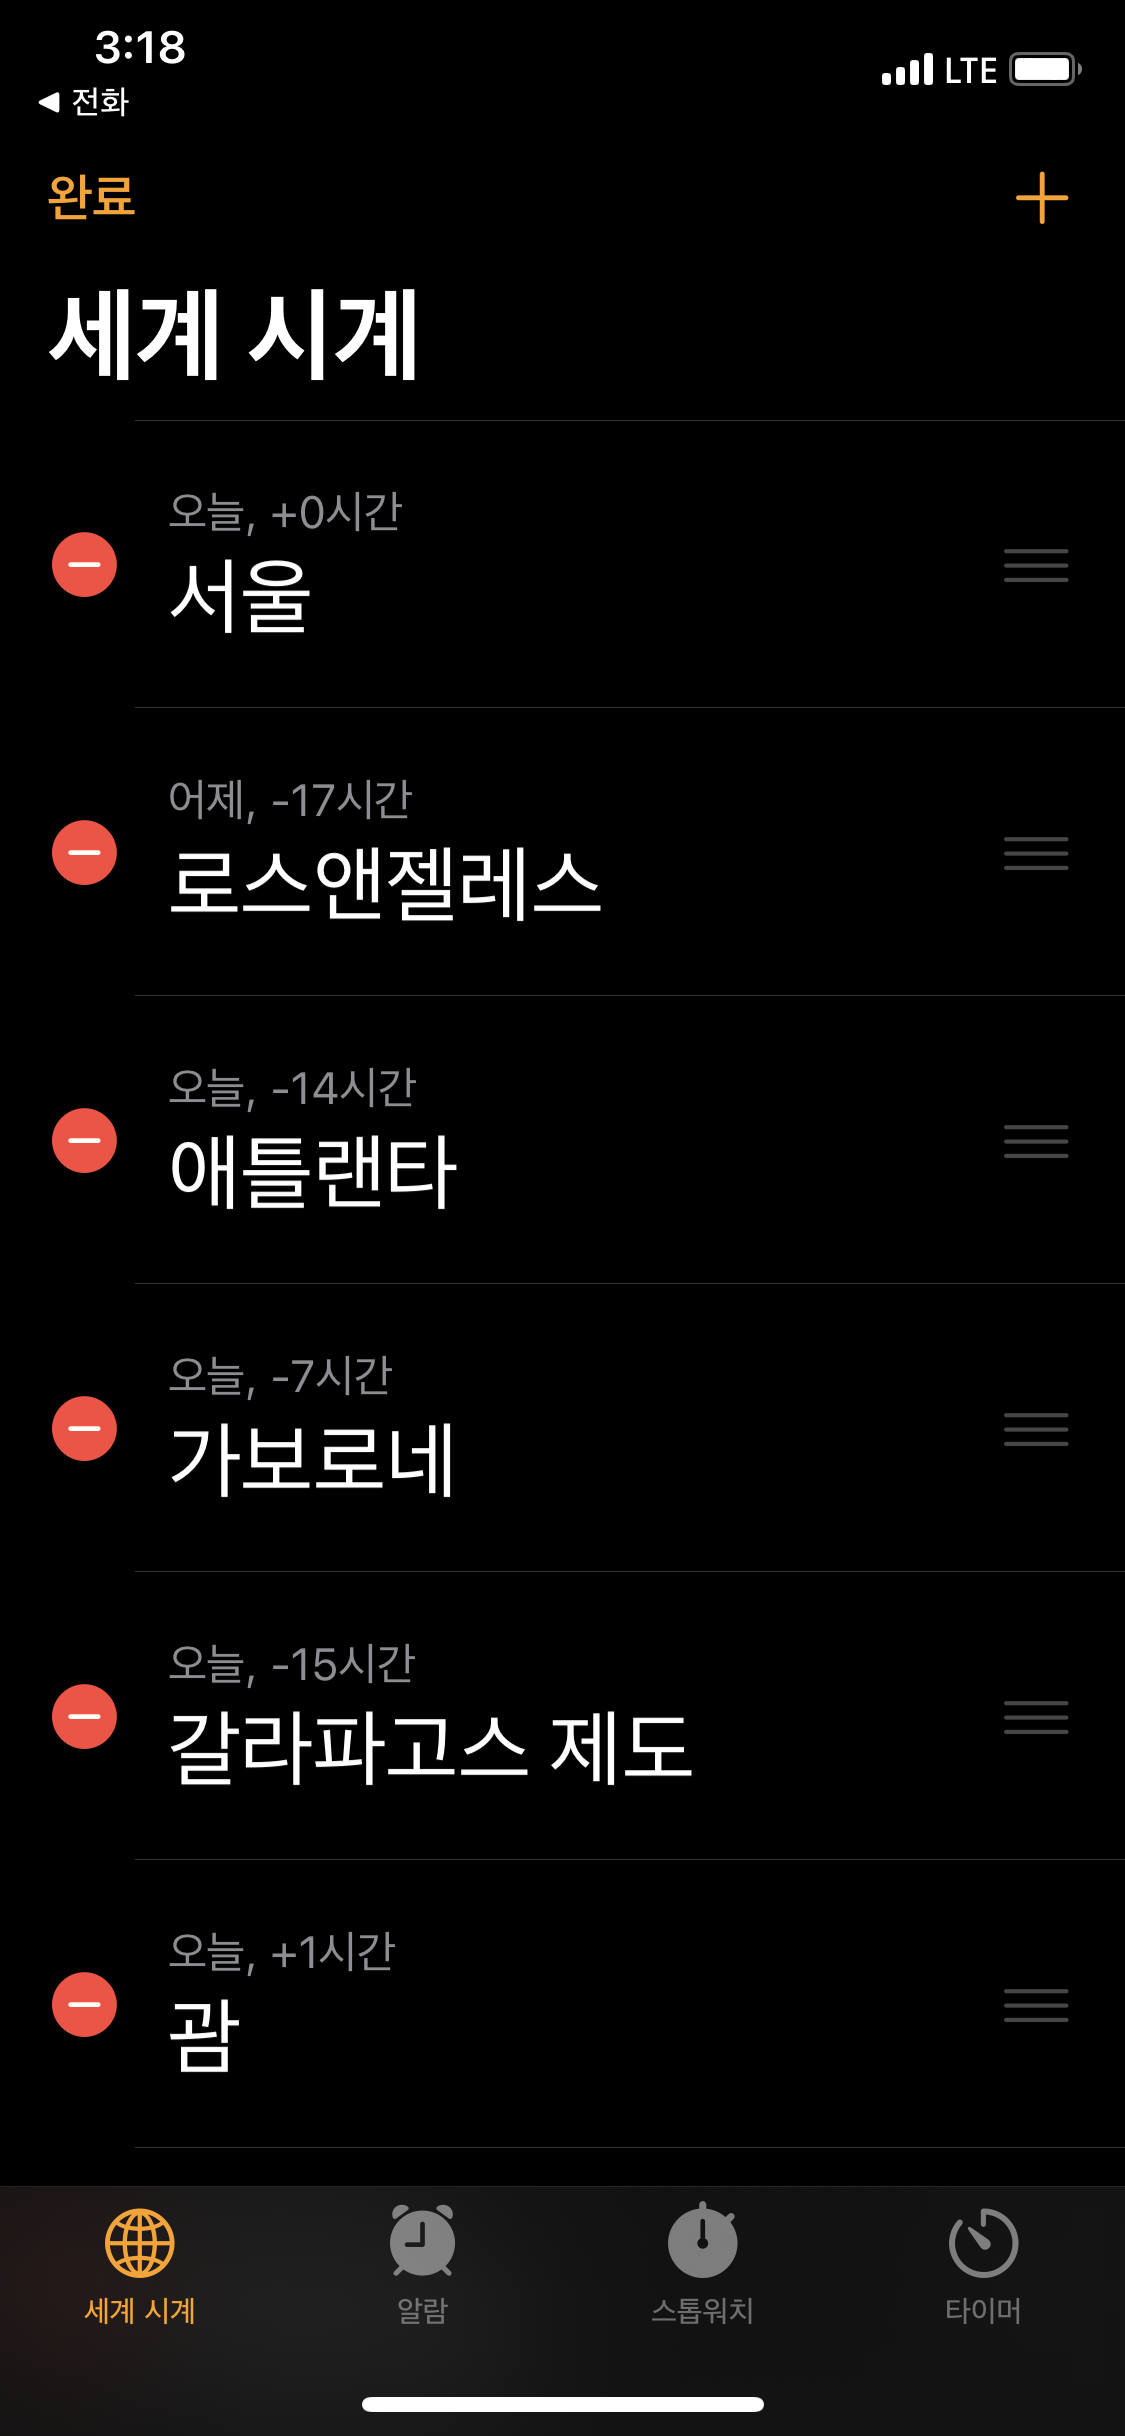 3:18
LTE
전화
완료
세계 시계
오늘, +0시간
서울
어제, -17시간
로스앤젤레스
오늘, -14시간
애틀랜타
오늘, -7시간
가보로네
오늘, -15시간
갈라파고스 제도
오늘, +1시간
괌
세계 시계
알람
스톱워치
타이머